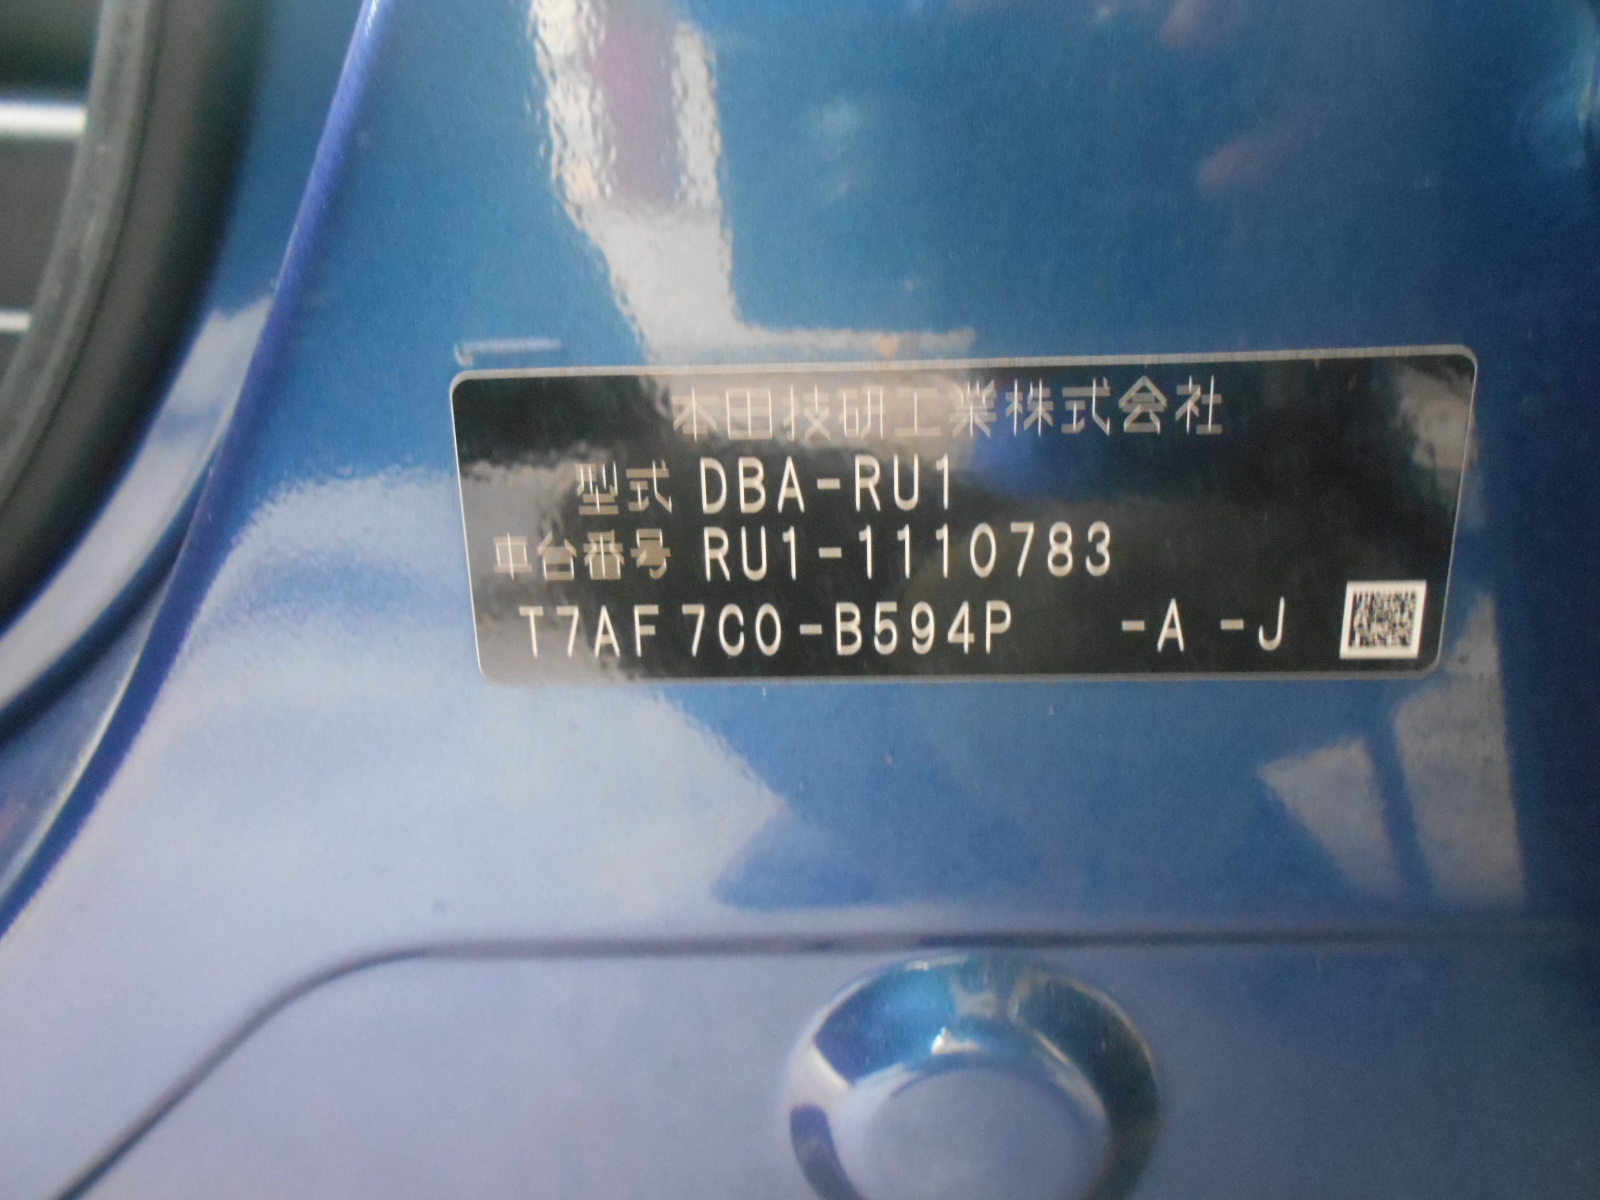 本田技研工業株式会社
型式 DBA-RU1
車台番号 RU1-1110783
T7AF 7C0-B594P -A -J